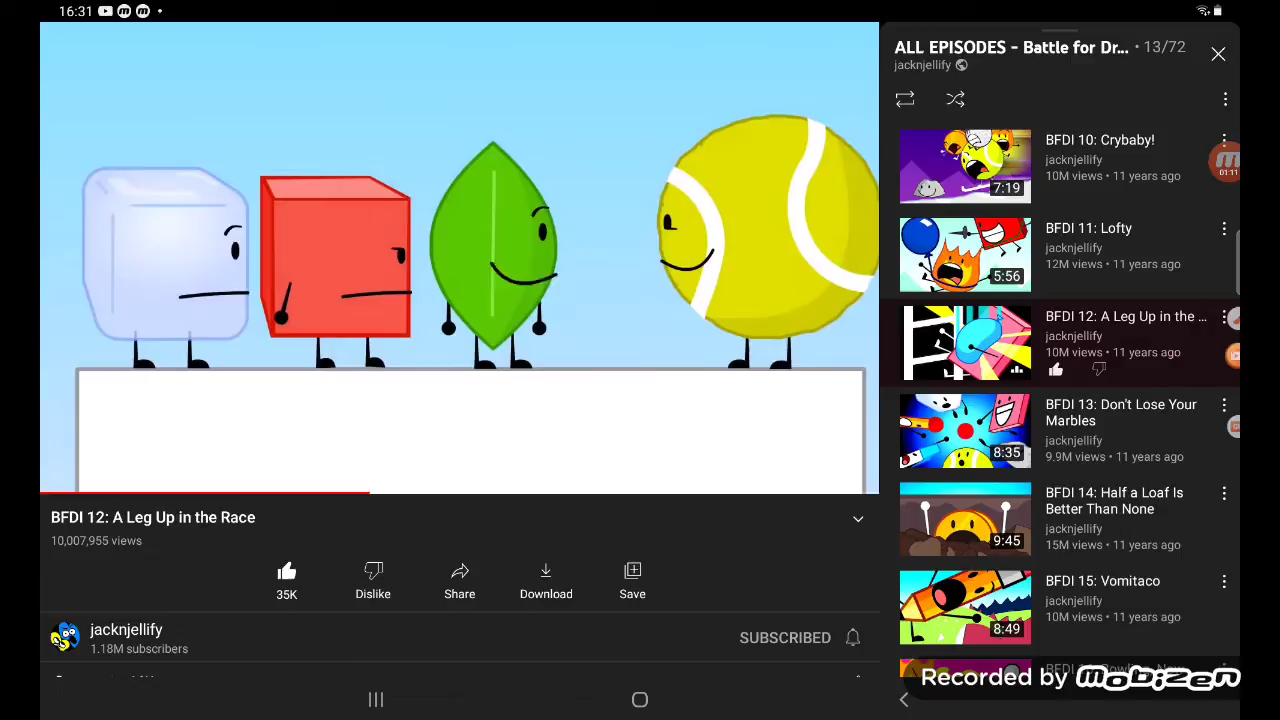 16:31
ALL EPISODES - Battle for Dr... • 13/72
jacknjellify
BFDI 10: Crybaby!
jacknjellify
10M views • 11 years ago
7:19
01:11
BFDI 11: Lofty
jacknjellify
12M views • 11 years ago
5:56
BFDI 12: A Leg Up in the ...
jacknjellify
10M views • 11 years ago
BFDI 13: Don't Lose Your
Marbles
jacknjellify
9.9M views • 11 years ago
8:35
BFDI 14: Half a Loaf Is
Better Than None
jacknjellify
15M views • 11 years ago
9:45
BFDI 15: Vomitaco
jacknjellify
10M views • 11 years ago
8:49
BFDI 12: A Leg Up in the Race
10,007,955 views
35K
Dislike
Share
Download
Save
jacknjellify
1.18M subscribers
SUBSCRIBED
Recorded by mobizen